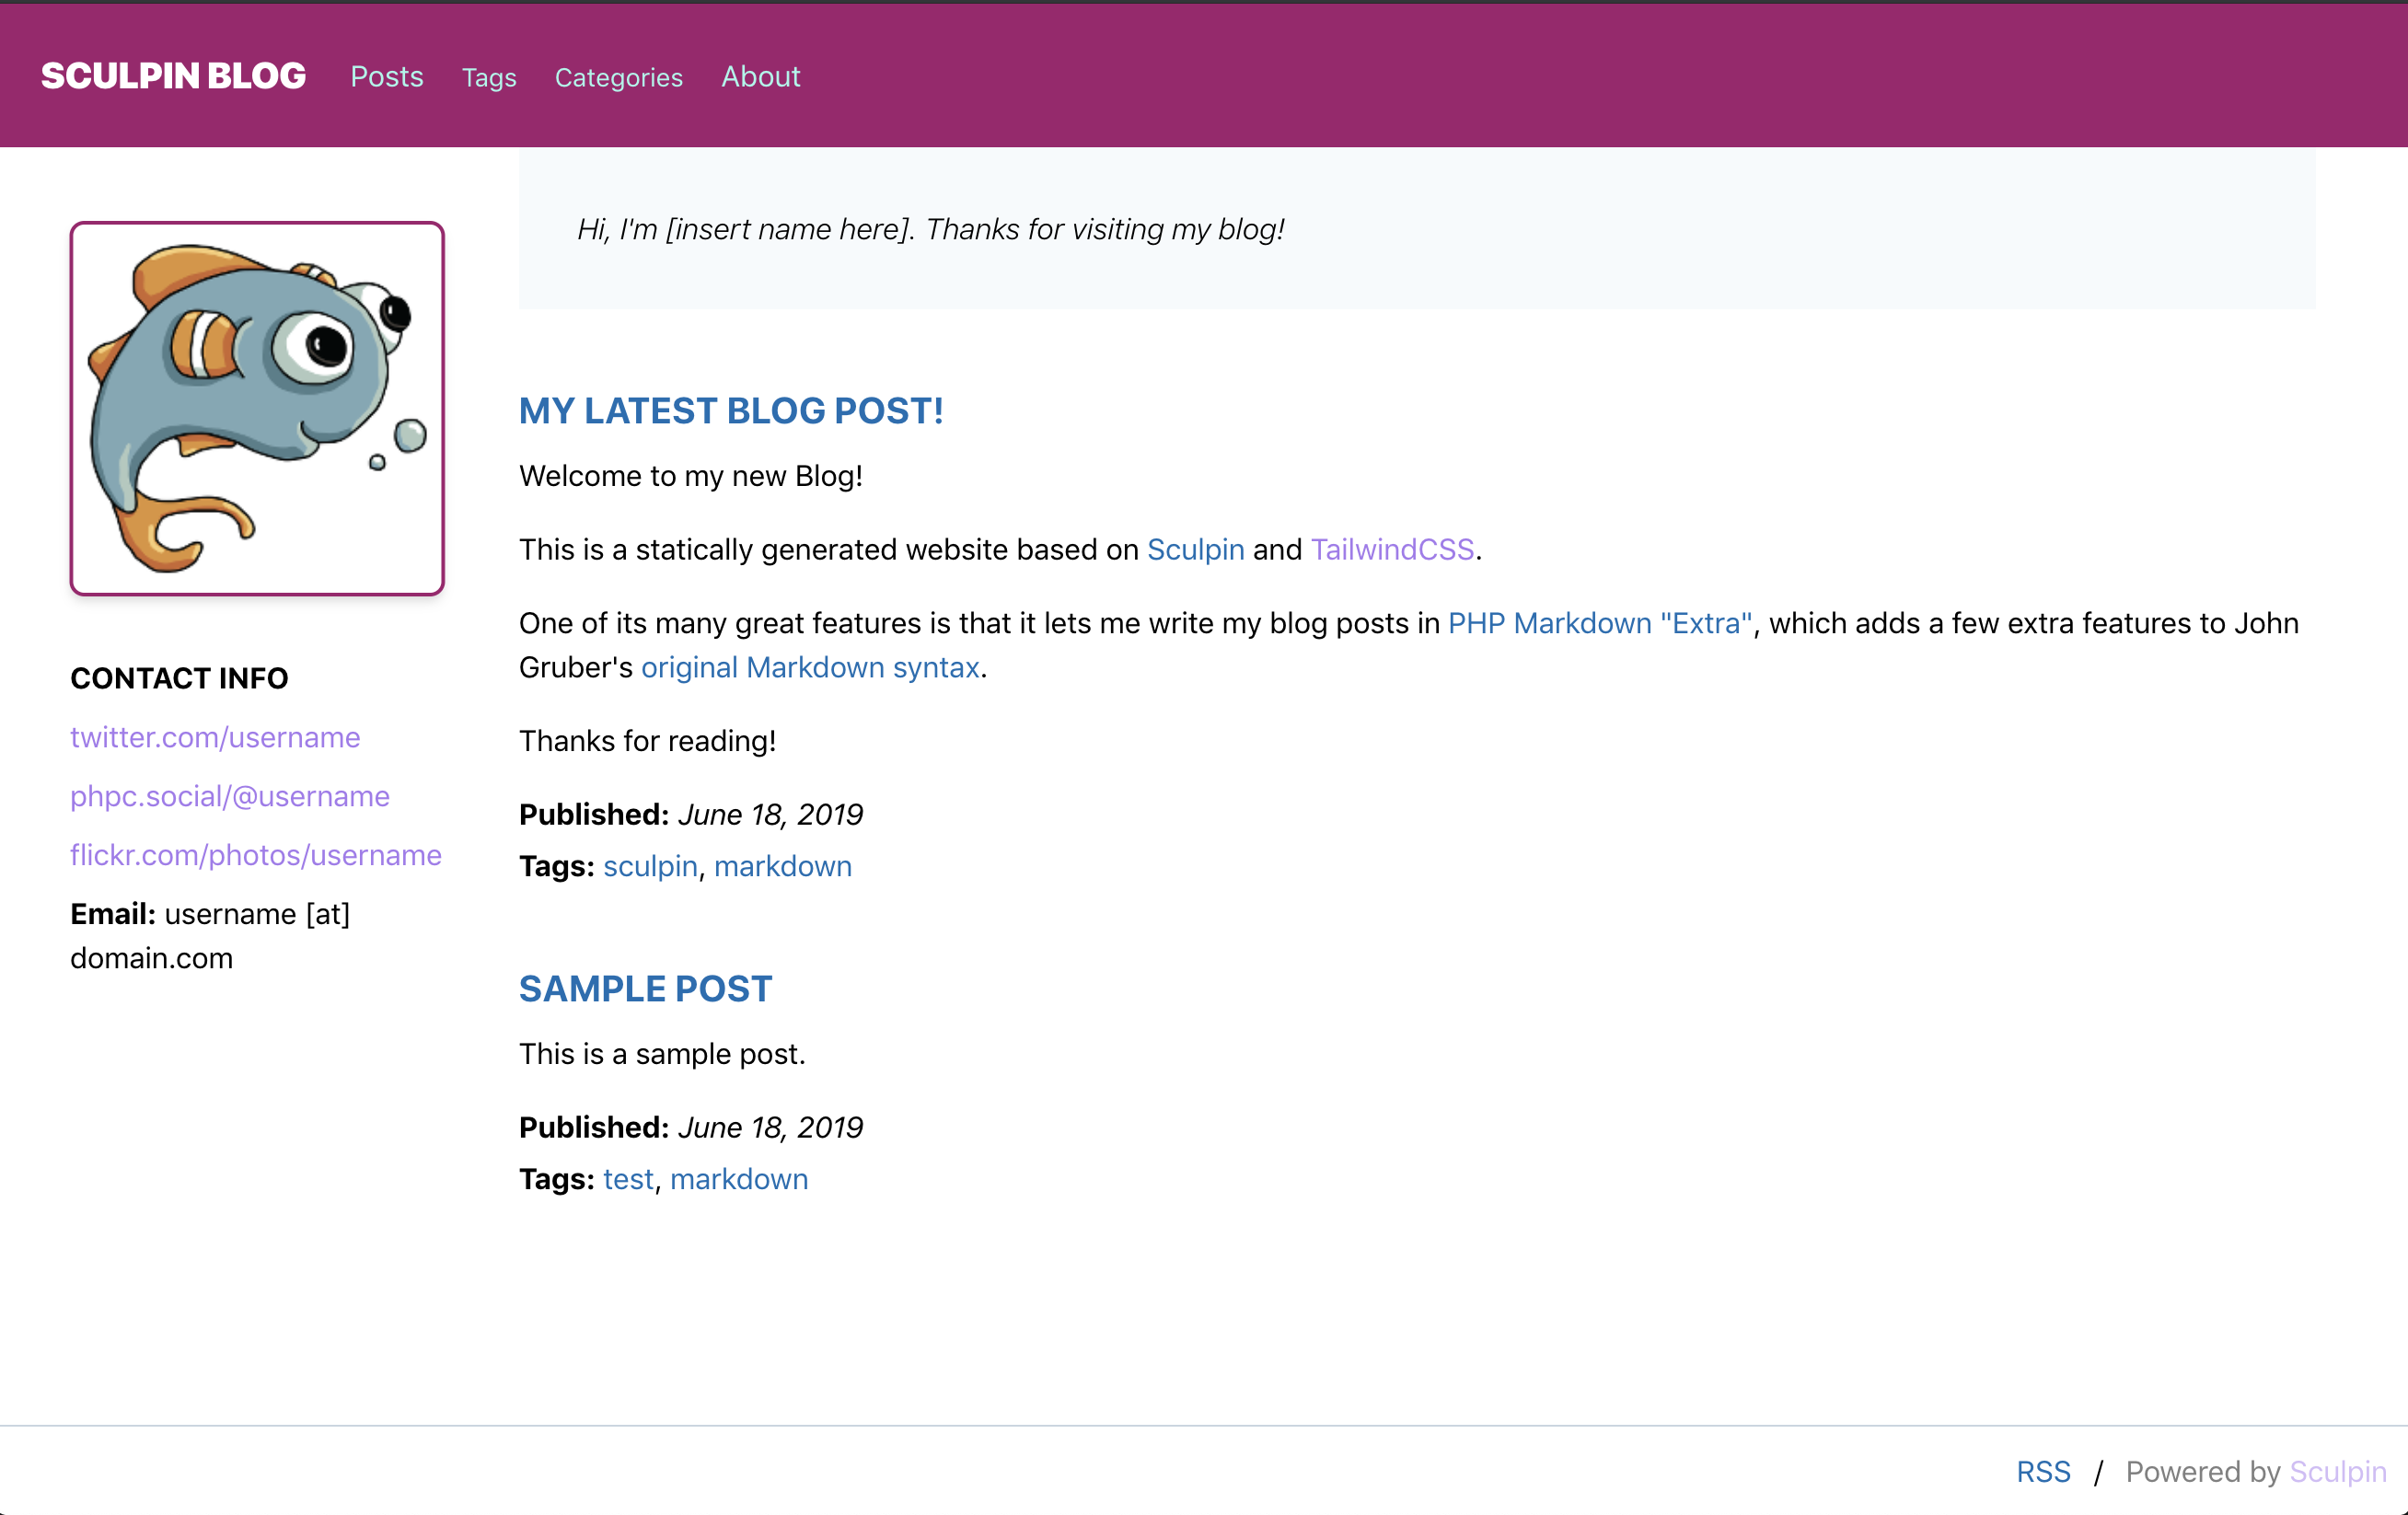 SCULPIN BLOG Posts Tags Categories About
Hi, I'm [insert name here]. Thanks for visiting my blog!
CONTACT INFO
twitter.com/username
phpc.social/@username
flickr.com/photos/username
Email: username [at]
domain.com
MY LATEST BLOG POST!
Welcome to my new Blog!
This is a statically generated website based on Sculpin and TailwindCSS.
One of its many great features is that it lets me write my blog posts in PHP Markdown "Extra", which adds a few extra features to John
Gruber's original Markdown syntax.
Thanks for reading!
Published: June 18, 2019
Tags: sculpin, markdown
SAMPLE POST
This is a sample post.
Published: June 18, 2019
Tags: test, markdown
RSS / Powered by Sculpin